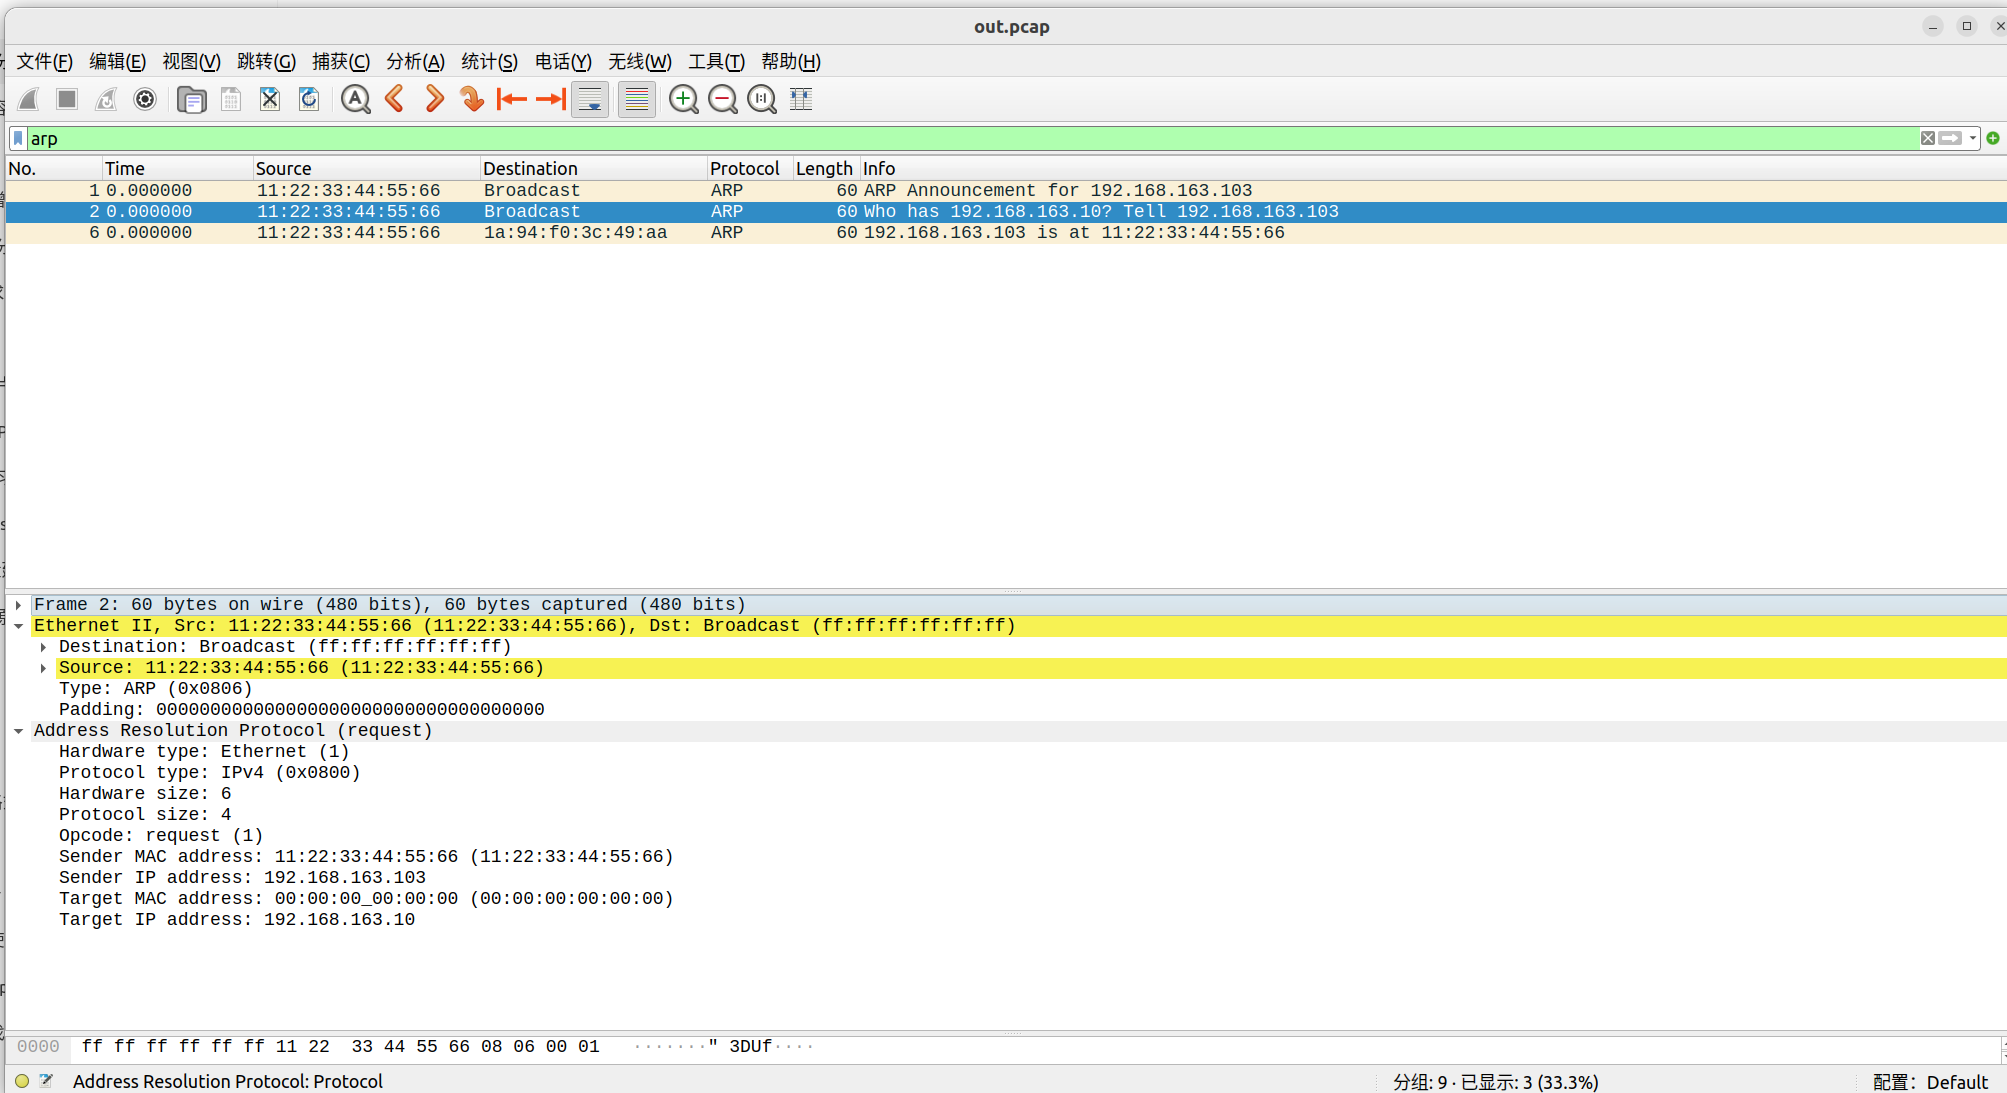 out.pcap
文件(F) 编辑(E) 视图(V) 跳转(G) 捕获(C) 分析(A) 统计(S) 电话(Y) 无线(W) 工具(T) 帮助(H)
arp
No. Time Source Destination Protocol Length Info
1 0.000000 11:22:33:44:55:66 Broadcast ARP 60 ARP Announcement for 192.168.163.103
2 0.000000 11:22:33:44:55:66 Broadcast ARP 60 Who has 192.168.163.10? Tell 192.168.163.103
6 0.000000 11:22:33:44:55:66 1a:94:f0:3c:49:aa ARP 60 192.168.163.103 is at 11:22:33:44:55:66
Frame 2: 60 bytes on wire (480 bits), 60 bytes captured (480 bits)
Ethernet II, Src: 11:22:33:44:55:66 (11:22:33:44:55:66), Dst: Broadcast (ff:ff:ff:ff:ff:ff)
Destination: Broadcast (ff:ff:ff:ff:ff:ff)
Source: 11:22:33:44:55:66 (11:22:33:44:55:66)
Type: ARP (0x0806)
Padding: 000000000000000000000000000000000000
Address Resolution Protocol (request)
Hardware type: Ethernet (1)
Protocol type: IPv4 (0x0800)
Hardware size: 6
Protocol size: 4
Opcode: request (1)
Sender MAC address: 11:22:33:44:55:66 (11:22:33:44:55:66)
Sender IP address: 192.168.163.103
Target MAC address: 00:00:00_00:00:00 (00:00:00:00:00:00)
Target IP address: 192.168.163.10
0000 ff ff ff ff ff ff 11 22 33 44 55 66 08 06 00 01 ·······" 3DUf····
Address Resolution Protocol: Protocol 分组: 9 · 已显示: 3 (33.3%) 配置: Default